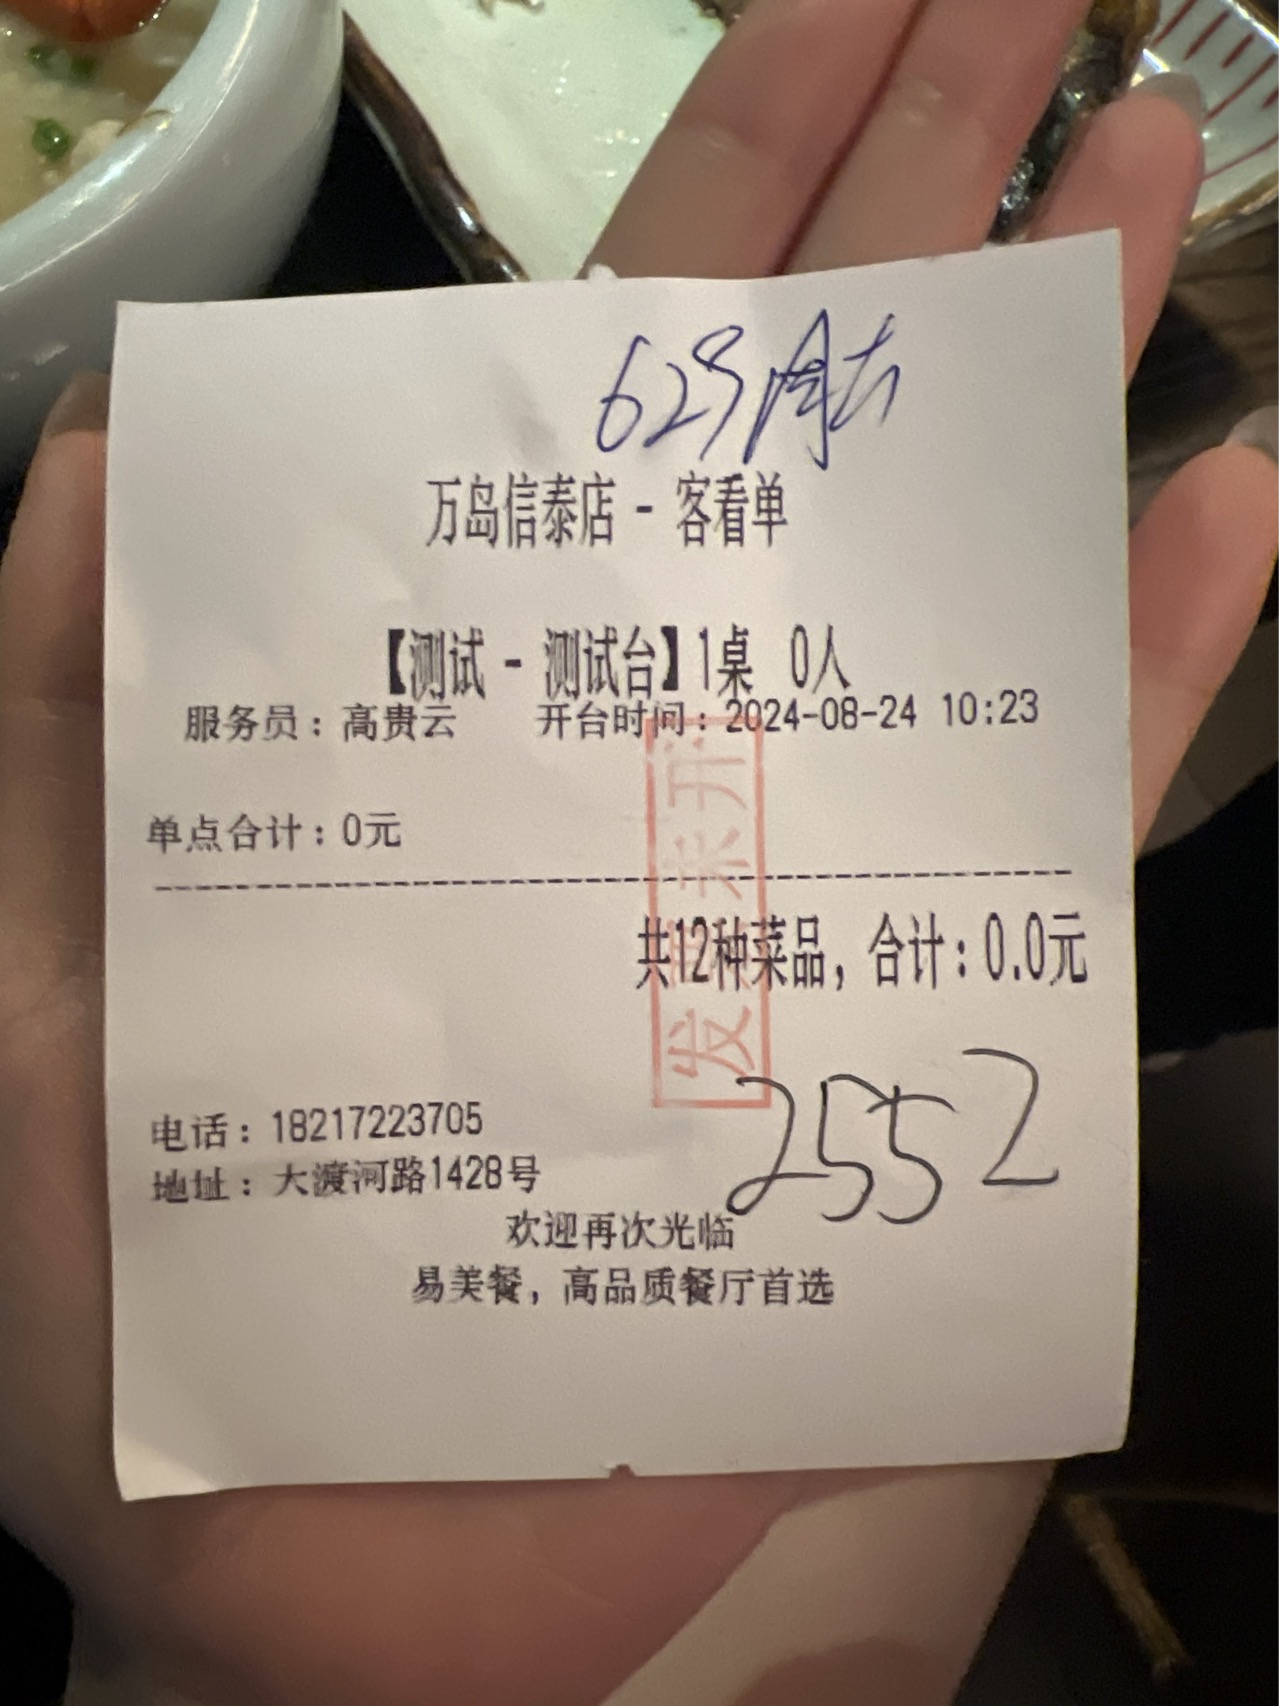 万岛信泰店 - 客看单
【测试 - 测试台】1桌 0人
服务员：高贵云 开台时间：2024-08-24 10:23
单点合计：0元
发票未开
共12种菜品，合计：0.0元
2552
电话：18217223705
地址：大渡河路1428号
欢迎再次光临
易美餐，高品质餐厅首选